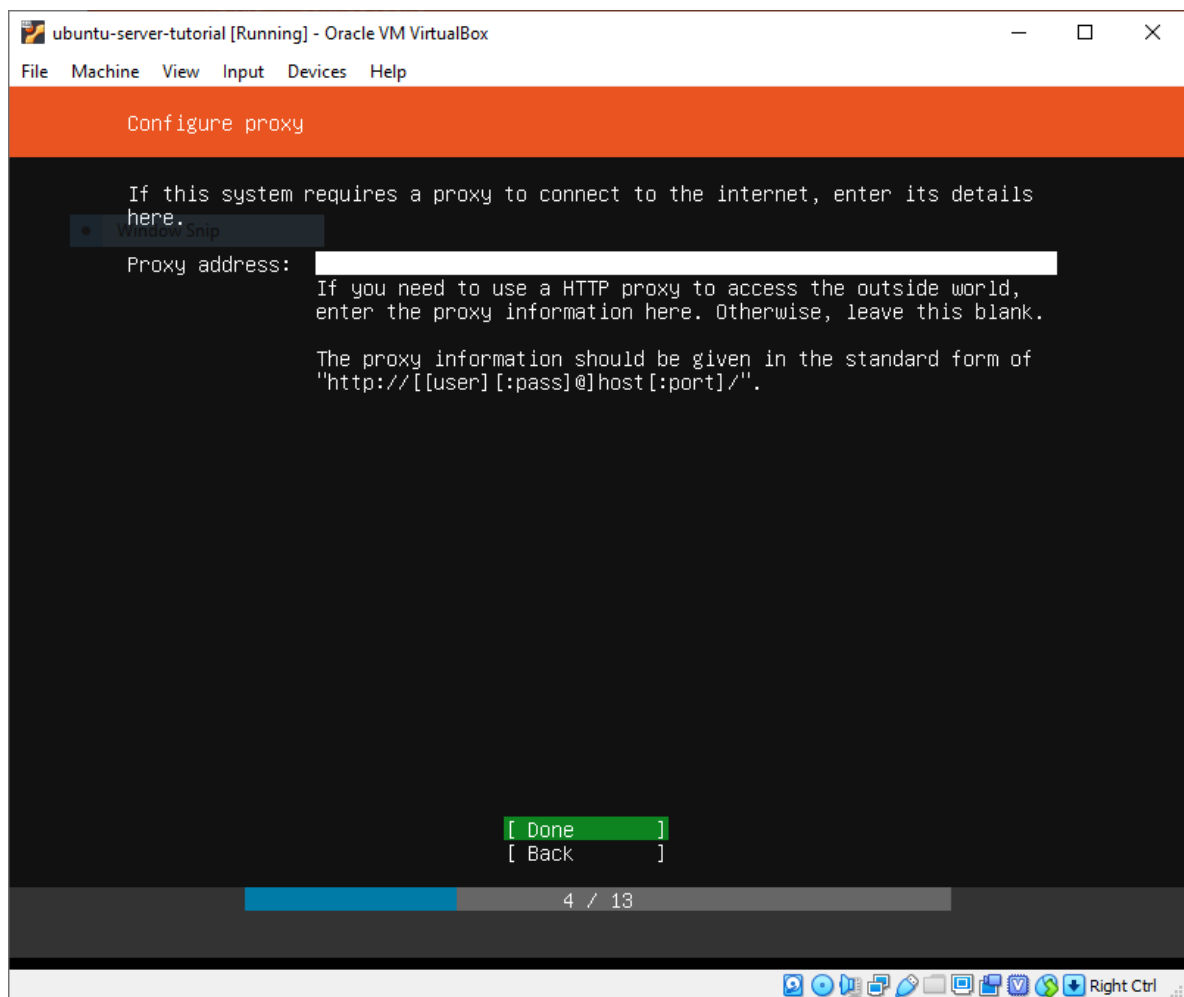 ubuntu-server-tutorial [Running] - Oracle VM VirtualBox
File Machine View Input Devices Help
Configure proxy
If this system requires a proxy to connect to the internet, enter its details
here.
Window Snip
Proxy address:
If you need to use a HTTP proxy to access the outside world,
enter the proxy information here. Otherwise, leave this blank.
The proxy information should be given in the standard form of
"http://[[user][:pass]@]host[:port]/".
[ Done ]
[ Back ]
4 / 13
Right Ctrl